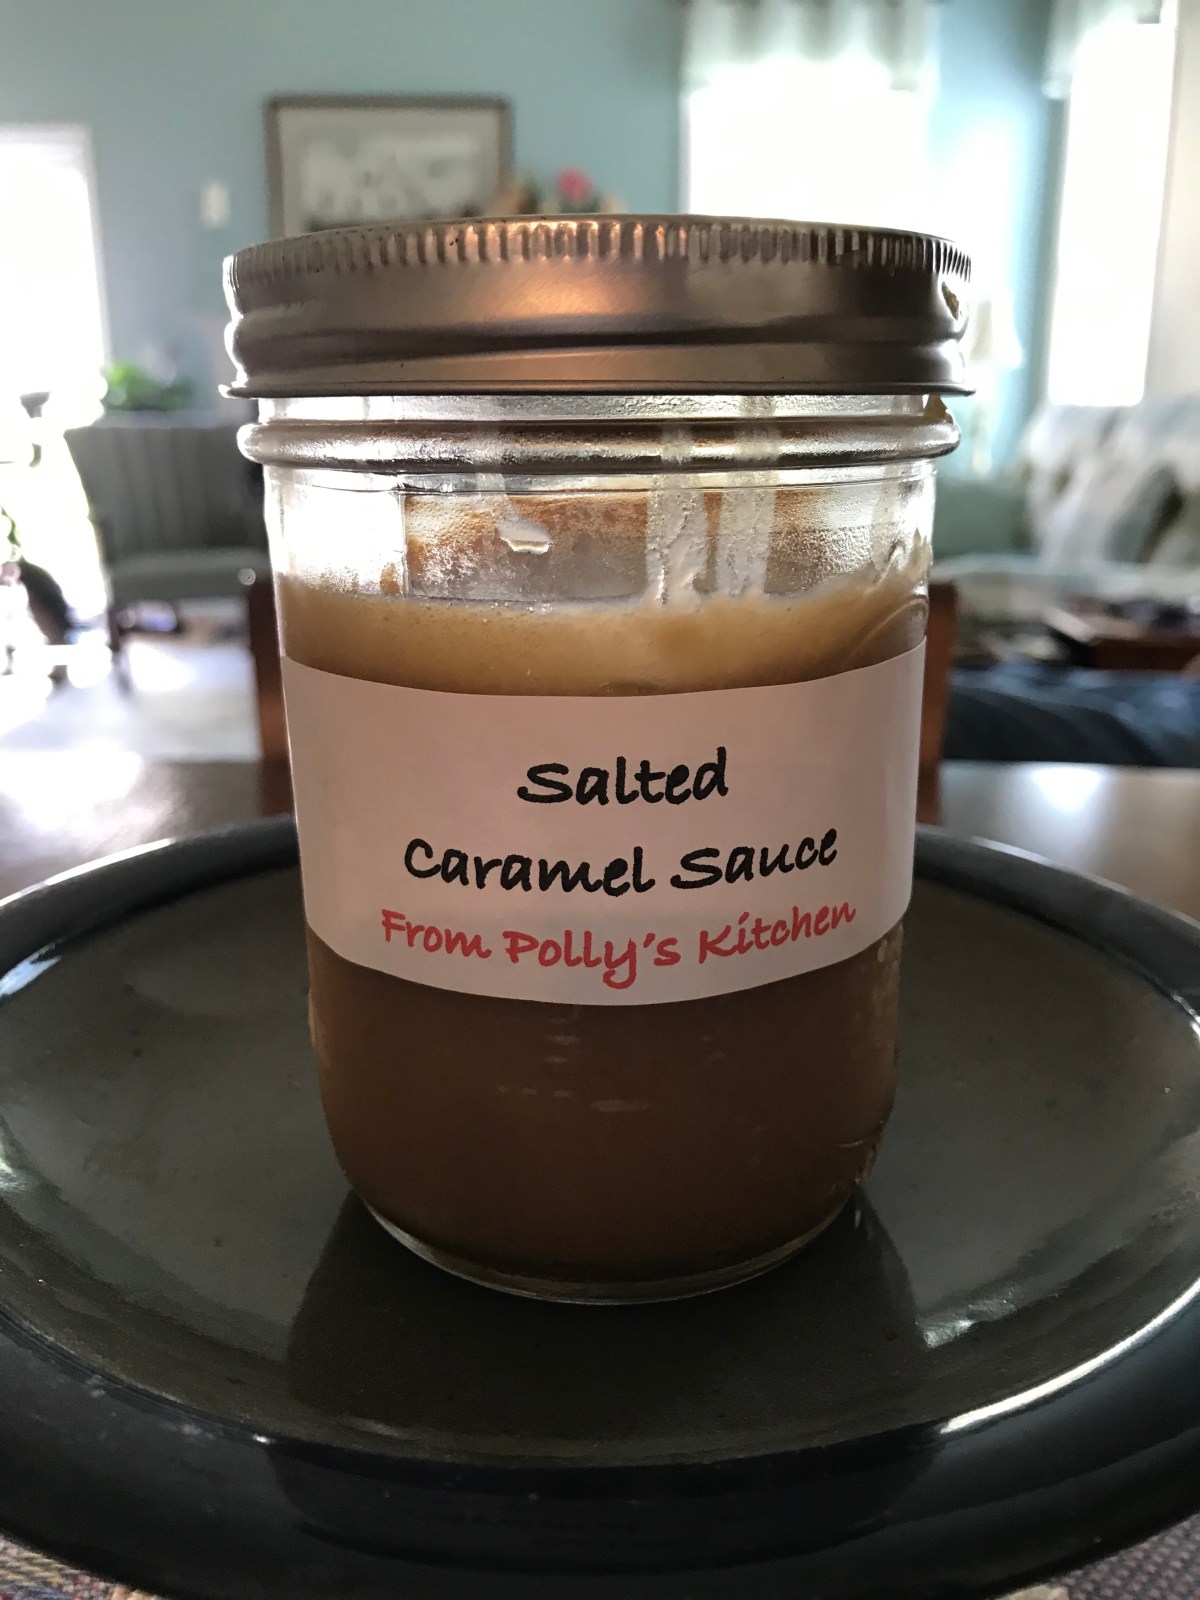 Salted
Caramel Sauce
From Polly's Kitchen